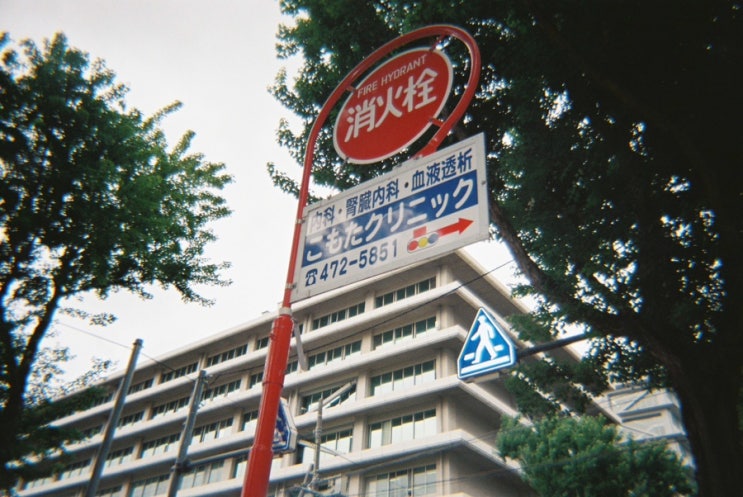 FIRE HYDRANT
消火栓
内科・腎臓内科・血液透析
こもたクリニック
☎472-5851